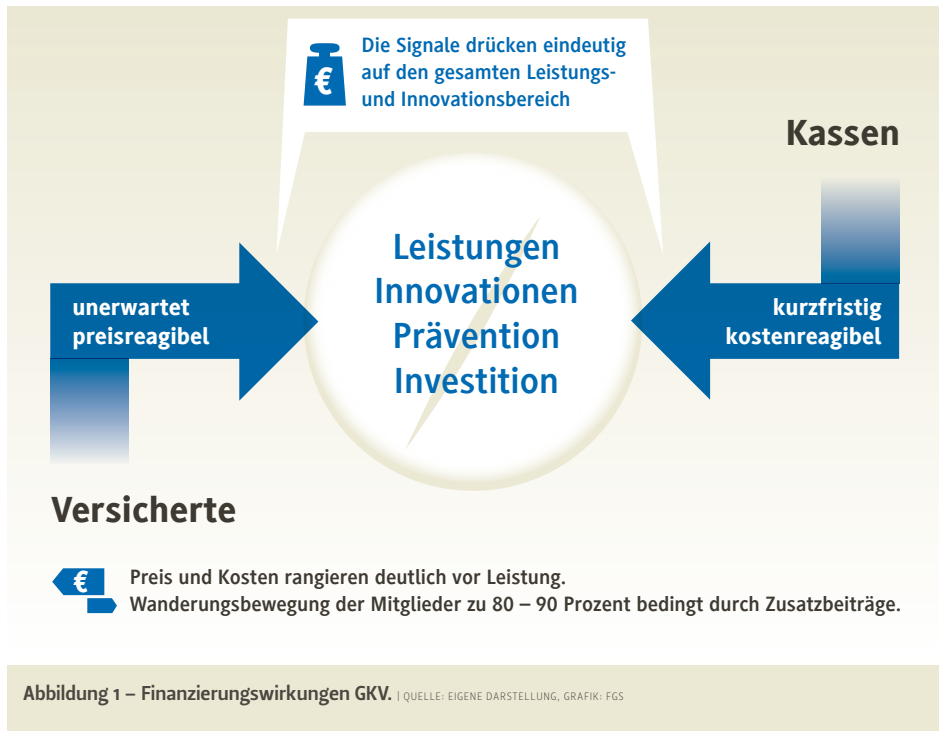 €
Die Signale drücken eindeutig
auf den gesamten Leistungs-
und Innovationsbereich
Kassen
Leistungen
Innovationen
Prävention
Investition
unerwartet
preisreagibel
kurzfristig
kostenreagibel
Versicherte
€
Preis und Kosten rangieren deutlich vor Leistung.
Wanderungsbewegung der Mitglieder zu 80 – 90 Prozent bedingt durch Zusatzbeiträge.
Abbildung 1 – Finanzierungswirkungen GKV. | QUELLE: EIGENE DARSTELLUNG, GRAFIK: FGS